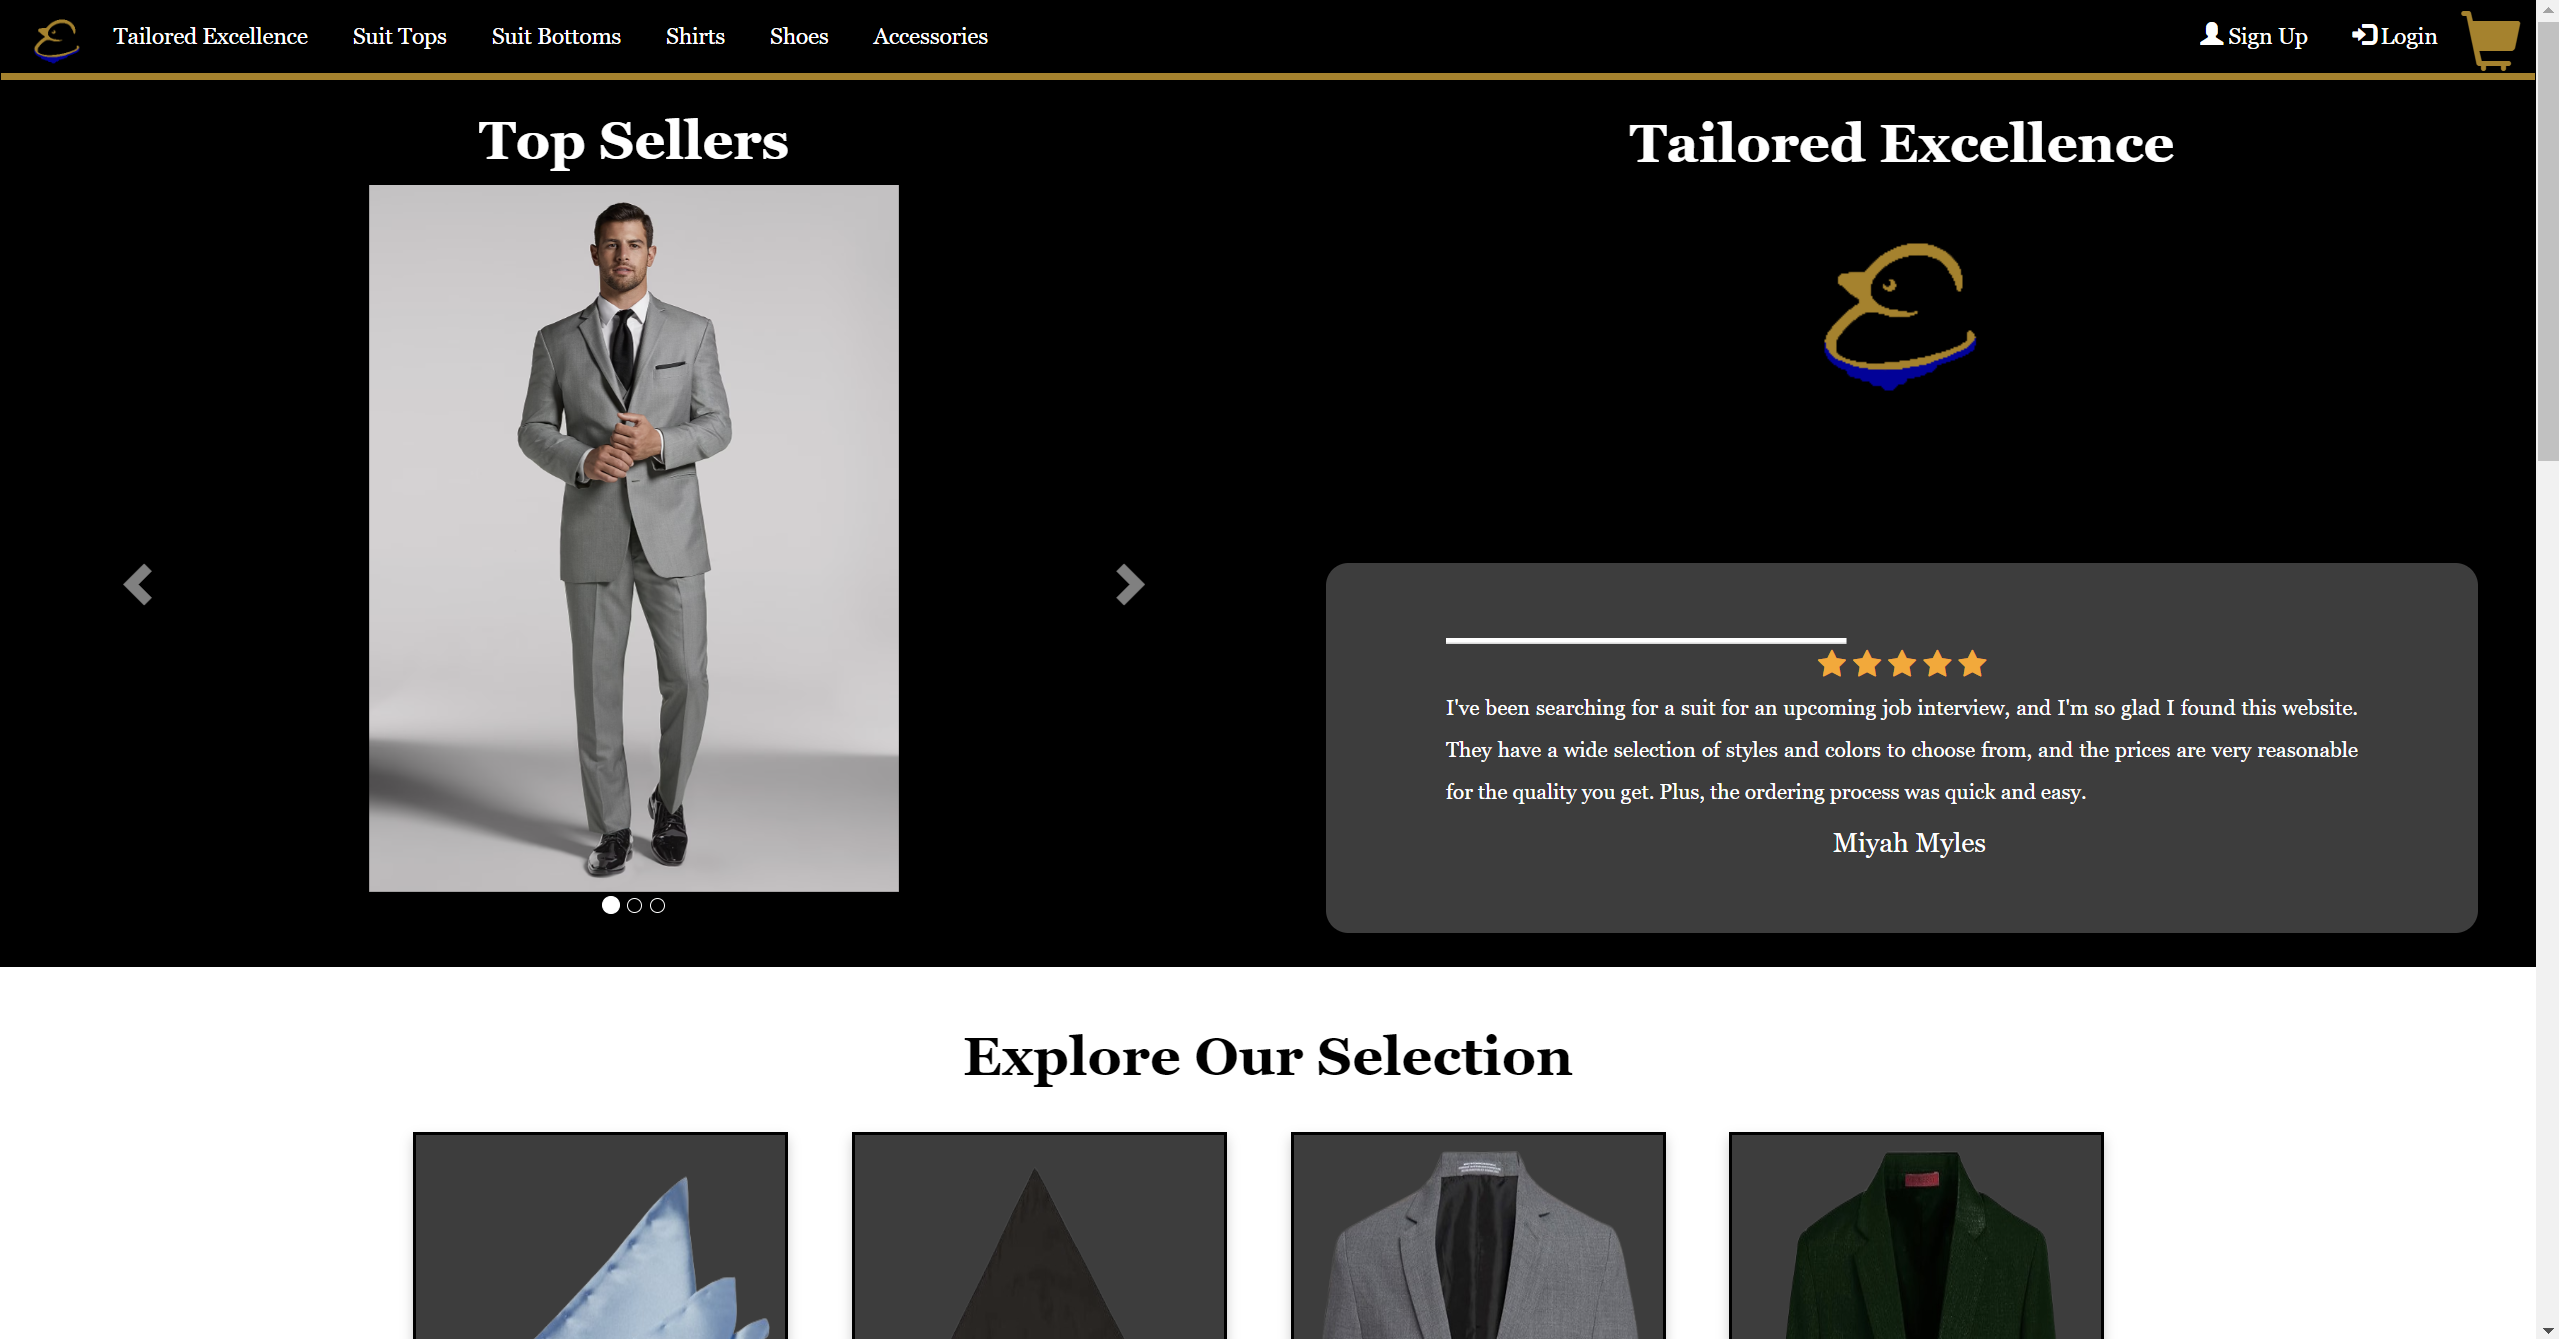 Tailored Excellence
Suit Tops
Suit Bottoms
Shirts
Shoes
Accessories
Sign Up
Login
Top Sellers
Tailored Excellence
I've been searching for a suit for an upcoming job interview, and I'm so glad I found this website.
They have a wide selection of styles and colors to choose from, and the prices are very reasonable
for the quality you get. Plus, the ordering process was quick and easy.
Miyah Myles
Explore Our Selection